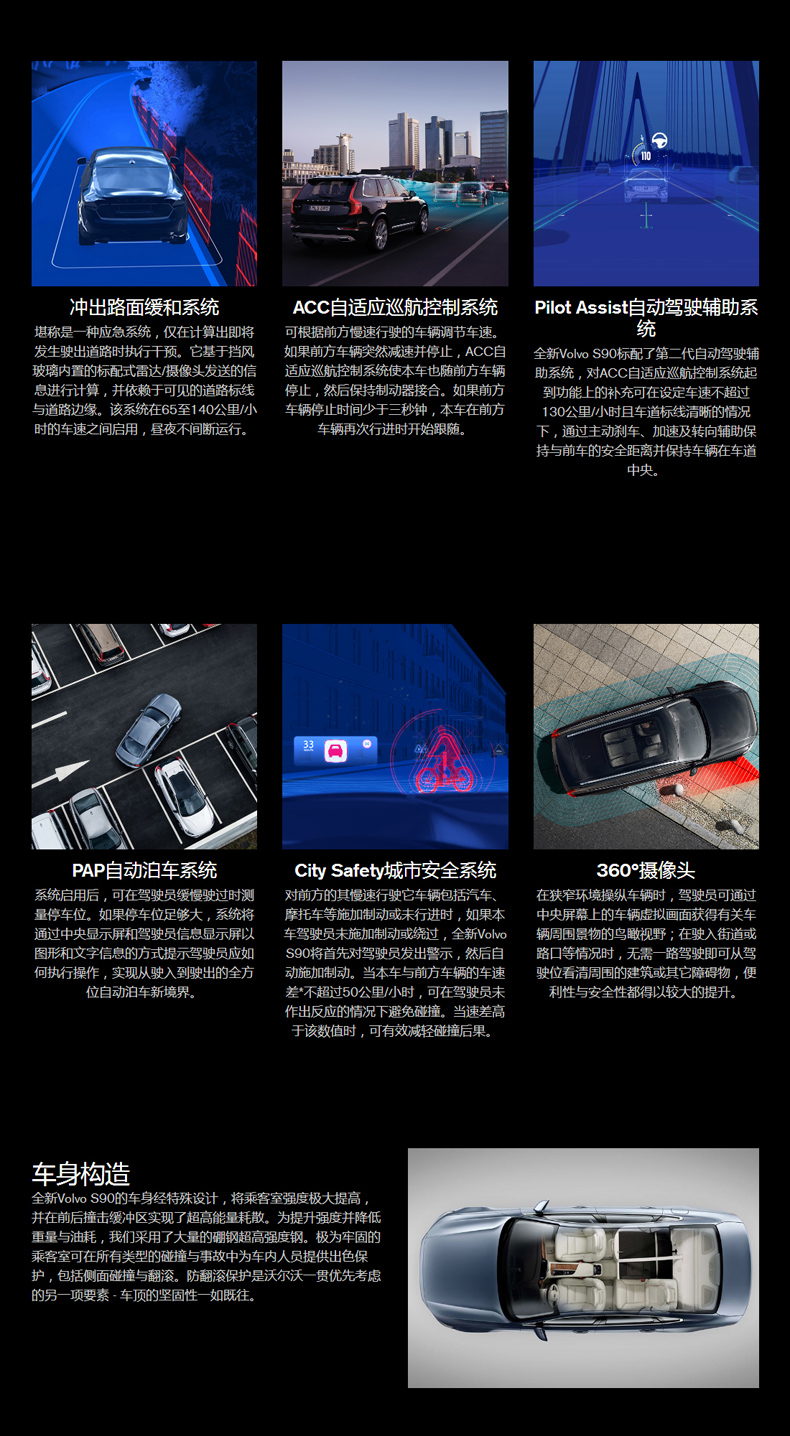 110
冲出路面缓和系统
堪称是一种应急系统，仅在计算出即将
发生驶出道路时执行干预。它基于挡风
玻璃内置的标配式雷达/摄像头发送的信
息进行计算，并依赖于可见的道路标线
与道路边缘。该系统在65至140公里/小
时的车速之间启用，昼夜不间断运行。
ACC自适应巡航控制系统
可根据前方慢速行驶的车辆调节车速。
如果前方车辆突然减速并停止，ACC自
适应巡航控制系统使本车也随前方车辆
停止，然后保持制动器接合。如果前方
车辆停止时间少于三秒钟，本车在前方
车辆再次行进时开始跟随。
Pilot Assist自动驾驶辅助系
统
全新Volvo S90标配了第二代自动驾驶辅
助系统，对ACC自适应巡航控制系统起
到功能上的补充可在设定车速不超过
130公里/小时且车道标线清晰的情况
下，通过主动刹车、加速及转向辅助保
持与前车的安全距离并保持车辆在车道
中央。
33
PAP自动泊车系统
系统启用后，可在驾驶员缓慢驶过时测
量停车位。如果停车位足够大，系统将
通过中央显示屏和驾驶员信息显示屏以
图形和文字信息的方式提示驾驶员应如
何执行操作，实现从驶入到驶出的全方
位自动泊车新境界。
City Safety城市安全系统
对前方的其慢速行驶它车辆包括汽车、
摩托车等施加制动或未行进时，如果本
车驾驶员未施加制动或绕过，全新Volvo
S90将首先对驾驶员发出警示，然后自
动施加制动。当本车与前方车辆的车速
差*不超过50公里/小时，可在驾驶员未
作出反应的情况下避免碰撞。当速差高
于该数值时，可有效减轻碰撞后果。
360°摄像头
在狭窄环境操纵车辆时，驾驶员可通过
中央屏幕上的车辆虚拟画面获得有关车
辆周围景物的鸟瞰视野；在驶入街道或
路口等情况时，无需一路驾驶即可从驾
驶位看清周围的建筑或其它障碍物，便
利性与安全性都得以较大的提升。
车身构造
全新Volvo S90的车身经特殊设计，将乘客室强度极大提高，
并在前后撞击缓冲区实现了超高能量耗散。为提升强度并降低
重量与油耗，我们采用了大量的硼钢超高强度钢。极为牢固的
乘客室可在所有类型的碰撞与事故中为车内人员提供出色保
护，包括侧面碰撞与翻滚。防翻滚保护是沃尔沃一贯优先考虑
的另一项要素 - 车顶的坚固性一如既往。